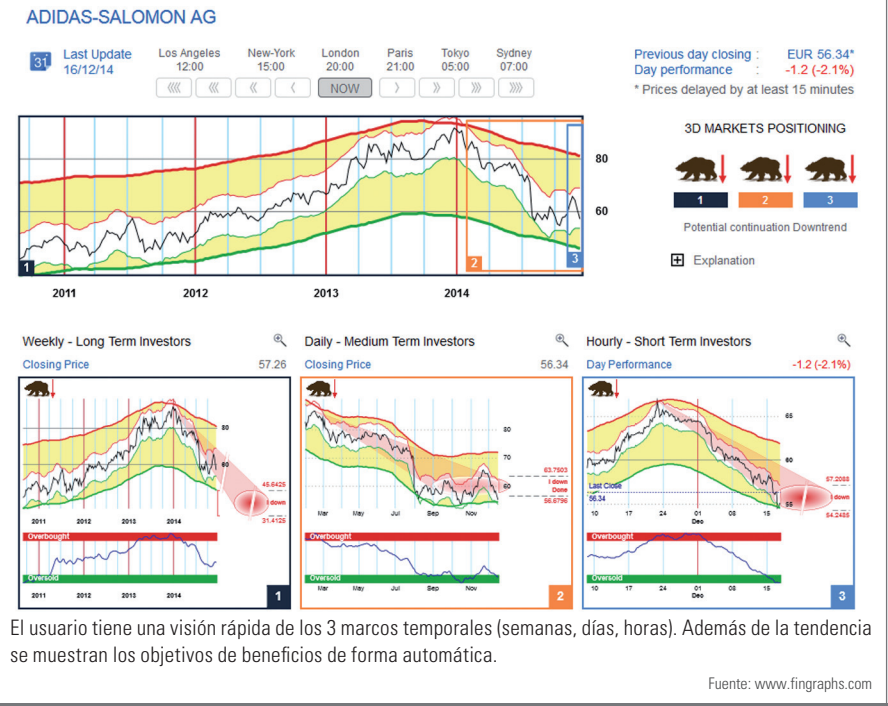 ADIDAS-SALOMON AG
31
Last Update
16/12/14
Los Angeles
12:00
New-York
15:00
London
20:00
Paris
21:00
Tokyo
05:00
Sydney
07:00
NOW
Previous day closing : EUR 56.34*
Day performance : -1.2 (-2.1%)
* Prices delayed by at least 15 minutes
80
60
1
2
3
2011 2012 2013 2014
3D MARKETS POSITIONING
1 2 3
Potential continuation Downtrend
Explanation
Weekly - Long Term Investors
Closing Price 57.26
80
60
45.6425
I down
31.4125
2011 2012 2013 2014
Overbought
Oversold
2011 2012 2013 2014
1
Daily - Medium Term Investors
Closing Price 56.34
80
70
60
63.7503
I down
Done
56.6796
Mar May Jul Sep Nov
Overbought
Oversold
Mar May Jul Sep Nov
2
Hourly - Short Term Investors
Day Performance -1.2 (-2.1%)
65
60
55
Last Close
56.34
57.2088
I down
54.2485
10 17 24 01 08 15
Dec
Overbought
Oversold
10 17 24 01 08 15
Dec
3
El usuario tiene una visión rápida de los 3 marcos temporales (semanas, días, horas). Además de la tendencia
se muestran los objetivos de beneficios de forma automática.
Fuente: www.fingraphs.com